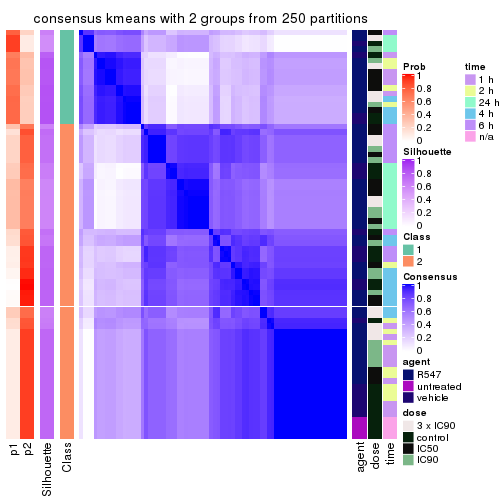 consensus kmeans with 2 groups from 250 partitions
Prob
1
0.8
0.6
0.4
0.2
0
Silhouette
1
0.8
0.6
0.4
0.2
0
Class
1
2
Consensus
1
0.8
0.6
0.4
0.2
0
agent
R547
untreated
vehicle
dose
3 x IC90
control
IC50
IC90
time
1 h
2 h
24 h
4 h
6 h
n/a
p1
p2
Silhouette
Class
agent
dose
time